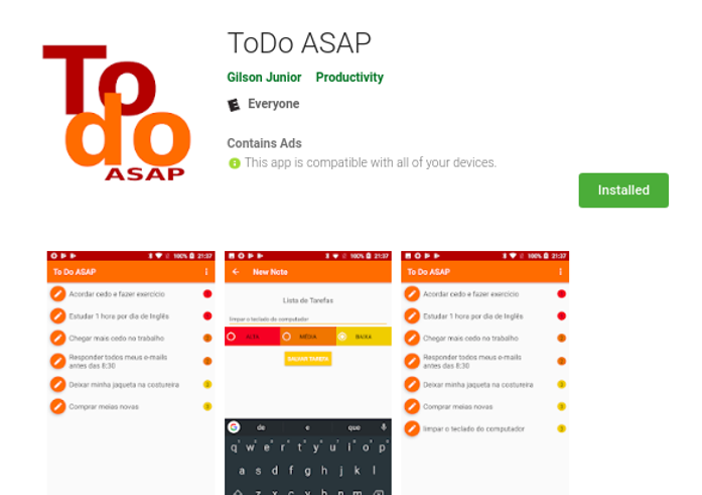 To
do
ASAP
ToDo ASAP
Gilson Junior Productivity
Everyone
Contains Ads
This app is compatible with all of your devices.
Installed
100% 21:37
To Do ASAP
Acordar cedo e fazer exercício
Estudar 1 hora por dia de Inglês
Chegar mais cedo no trabalho
Responder todos meus e-mails
antes das 8:30
Deixar minha jaqueta na costureira
Comprar meias novas
100% 21:37
New Note
Lista de Tarefas
limpar o teclado do computador
MÉDIA BAIXA
SALVAR TAREFA
de e que
q w e r t y u i o p
a s d f g h j k l
z x c v b n m
100% 21:37
To Do ASAP
Acordar cedo e fazer exercício
Estudar 1 hora por dia de Inglês
Chegar mais cedo no trabalho
Responder todos meus e-mails
antes das 8:30
Deixar minha jaqueta na costureira
Comprar meias novas
limpar o teclado do computador